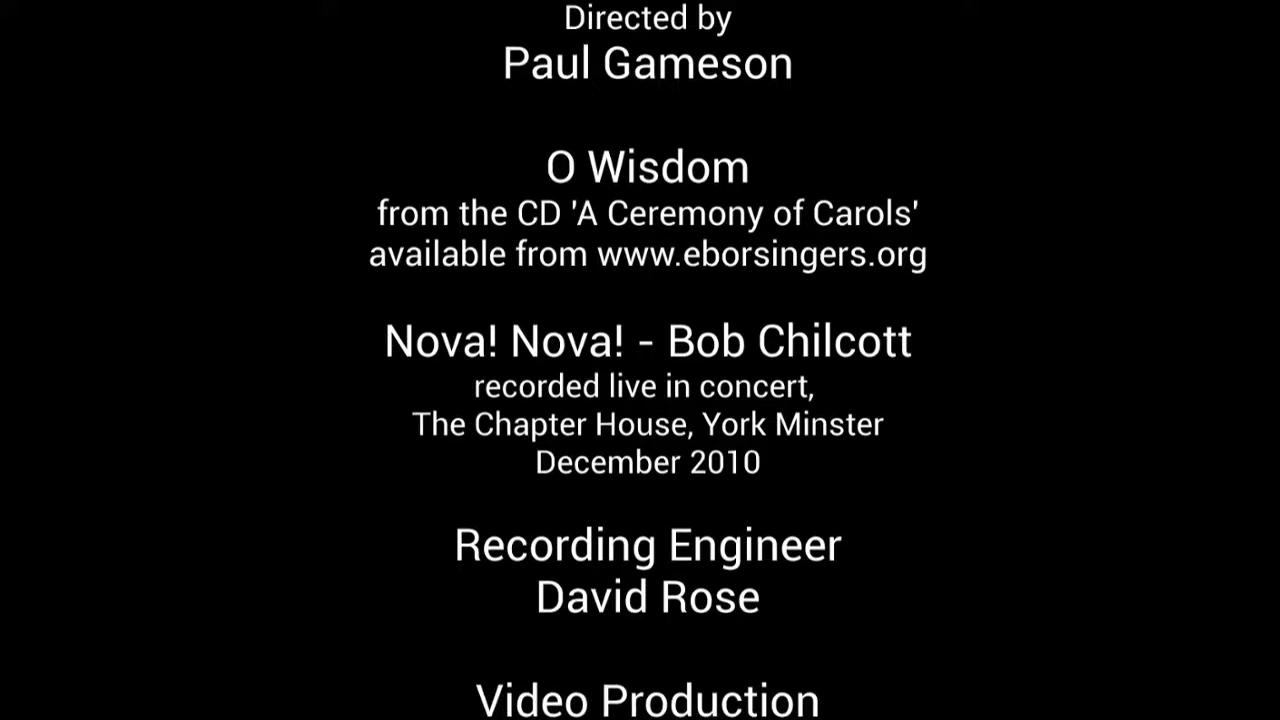 Directed by
Paul Gameson
O Wisdom
from the CD 'A Ceremony of Carols'
available from www.eborsingers.org
Nova! Nova! - Bob Chilcott
recorded live in concert,
The Chapter House, York Minster
December 2010
Recording Engineer
David Rose
Video Production